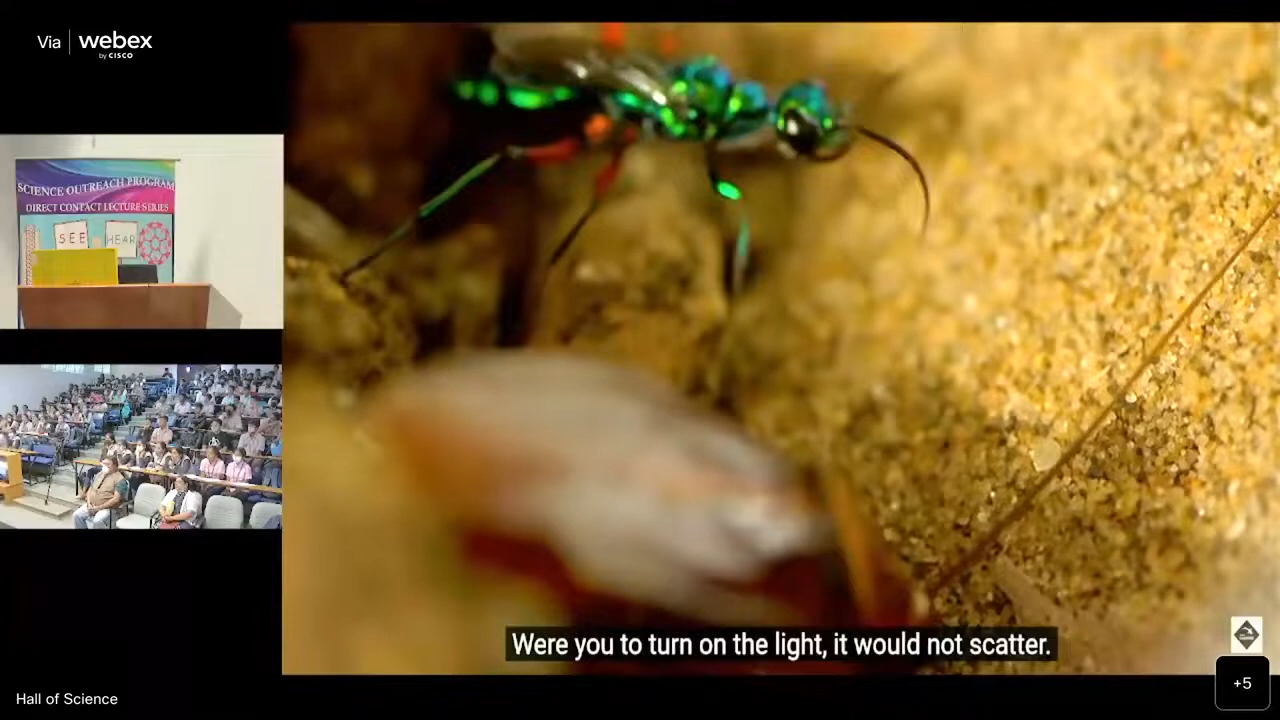 Via webex
by CISCO
SCIENCE OUTREACH PROGRAM
DIRECT CONTACT LECTURE SERIES
SEE
HEAR
Were you to turn on the light, it would not scatter.
Hall of Science
+5